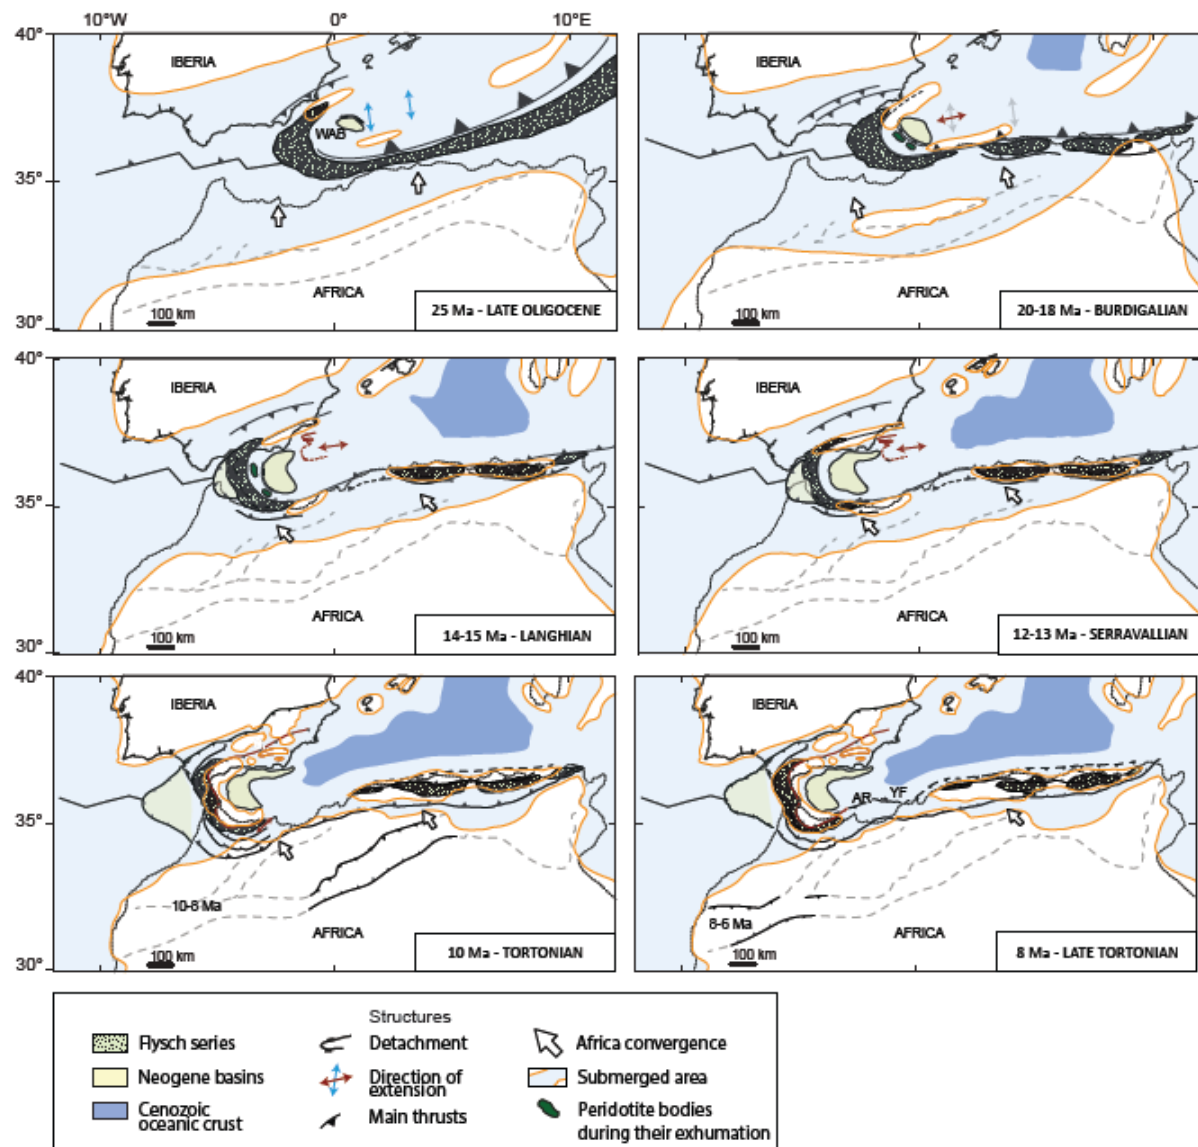 10°W 0° 10°E
40°
IBERIA
WAB
35°
AFRICA
30°
100 km
25 Ma - LATE OLIGOCENE
IBERIA
AFRICA
100 km
20-18 Ma - BURDIGALIAN
40°
IBERIA
35°
AFRICA
30°
100 km
14-15 Ma - LANGHIAN
IBERIA
AFRICA
100 km
12-13 Ma - SERRAVALLIAN
40°
IBERIA
35°
10-8 Ma
AFRICA
30°
100 km
10 Ma - TORTONIAN
IBERIA
AR YF
8-6 Ma
AFRICA
100 km
8 Ma - LATE TORTONIAN
Structures
Flysch series
Neogene basins
Cenozoic
oceanic crust
Detachment
Direction of
extension
Main thrusts
Africa convergence
Submerged area
Peridotite bodies
during their exhumation